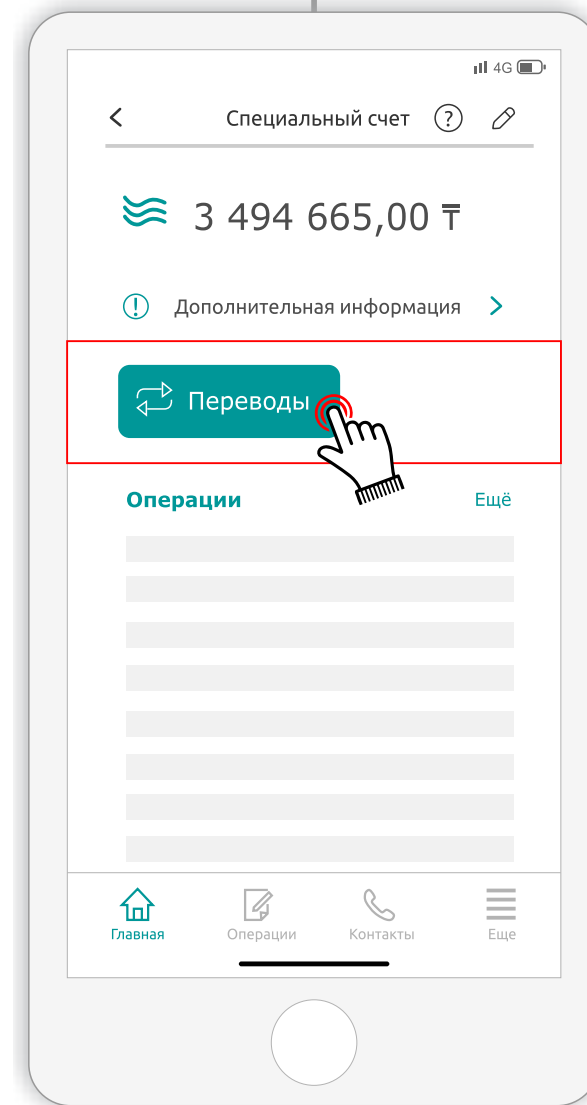 4G
Специальный счет ?
3 494 665,00 ₸
! Дополнительная информация
Переводы
Операции Ещё
Главная Операции Контакты Еще